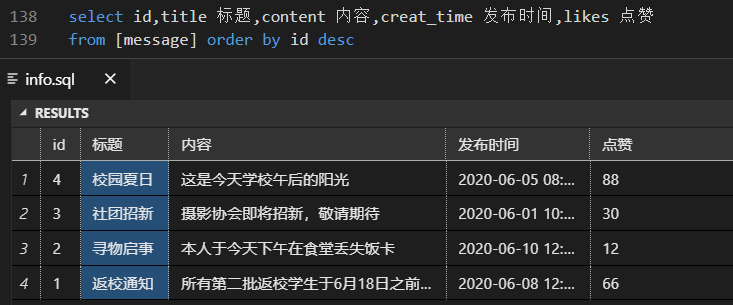 138 select id,title 标题,content 内容,creat_time 发布时间,likes 点赞
139 from [message] order by id desc
info.sql
RESULTS
id 标题 内容 发布时间 点赞
1 4 校园夏日 这是今天学校午后的阳光 2020-06-05 08:... 88
2 3 社团招新 摄影协会即将招新，敬请期待 2020-06-01 10:... 30
3 2 寻物启事 本人于今天下午在食堂丢失饭卡 2020-06-10 12:... 12
4 1 返校通知 所有第二批返校学生于6月18日之前... 2020-06-08 12:... 66